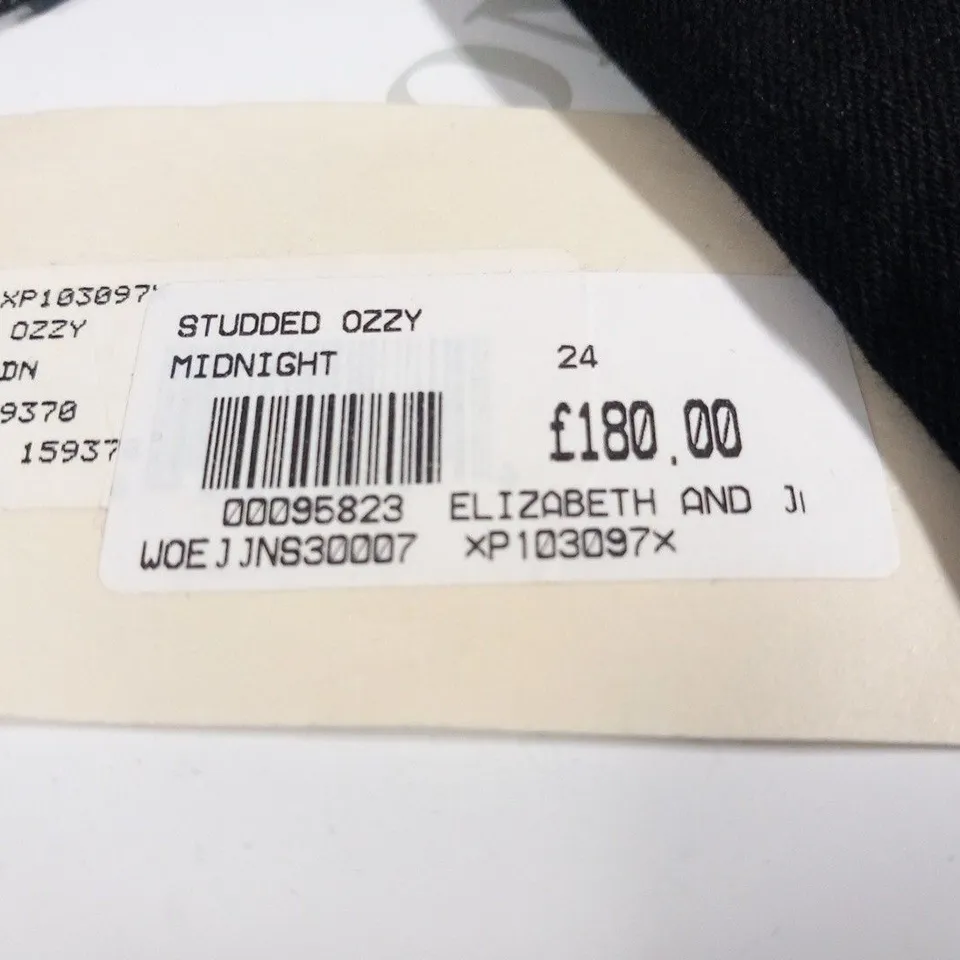 XP103097
OZZY
DN
9370
15937
STUDDED OZZY
MIDNIGHT 24
£180.00
00095823 ELIZABETH AND
WOEJJNS30007 XP103097X